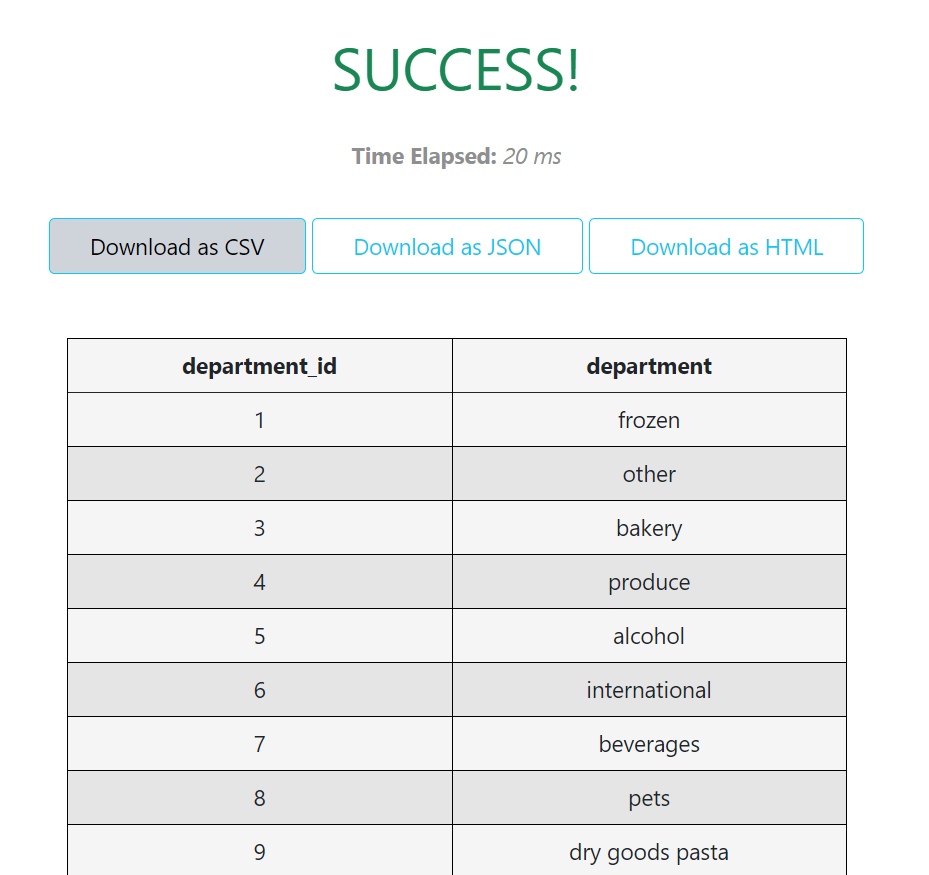 SUCCESS!
Time Elapsed: 20 ms
Download as CSV Download as JSON Download as HTML
department_id department
1 frozen
2 other
3 bakery
4 produce
5 alcohol
6 international
7 beverages
8 pets
9 dry goods pasta